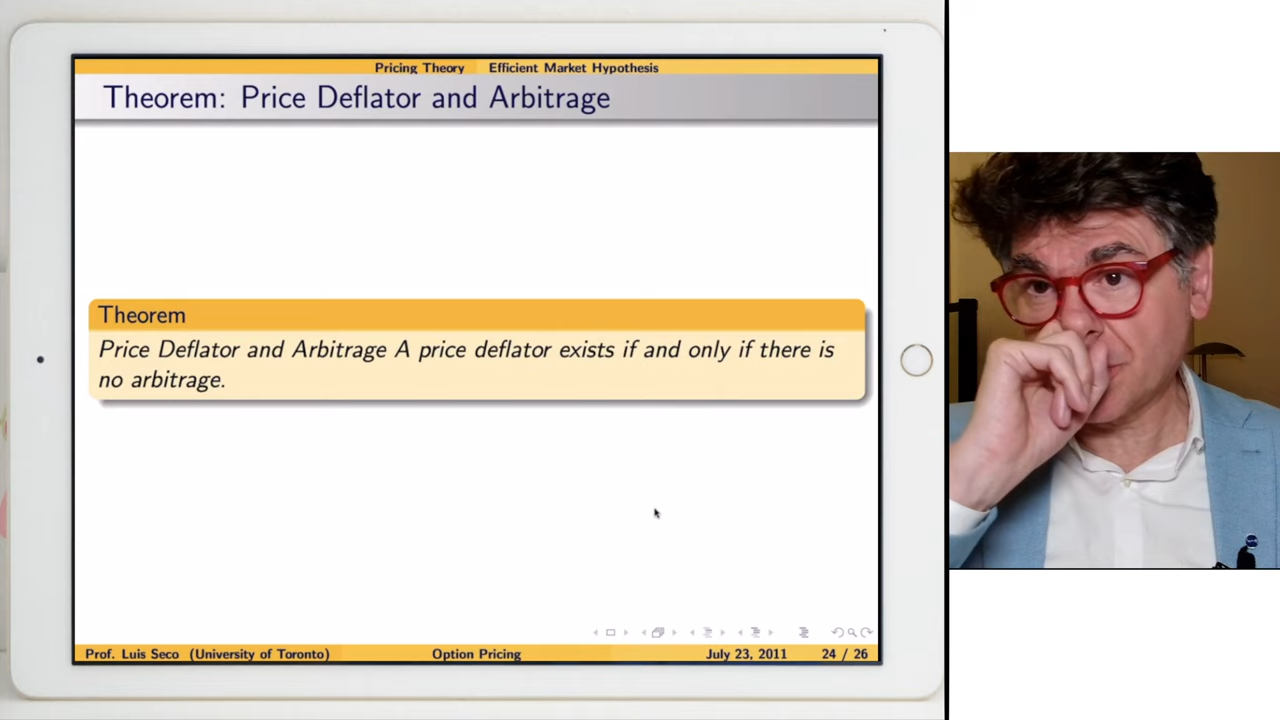 Pricing Theory Efficient Market Hypothesis
Theorem: Price Deflator and Arbitrage
Theorem
Price Deflator and Arbitrage A price deflator exists if and only if there is
no arbitrage.
Prof. Luis Seco (University of Toronto) Option Pricing July 23, 2011 24 / 26